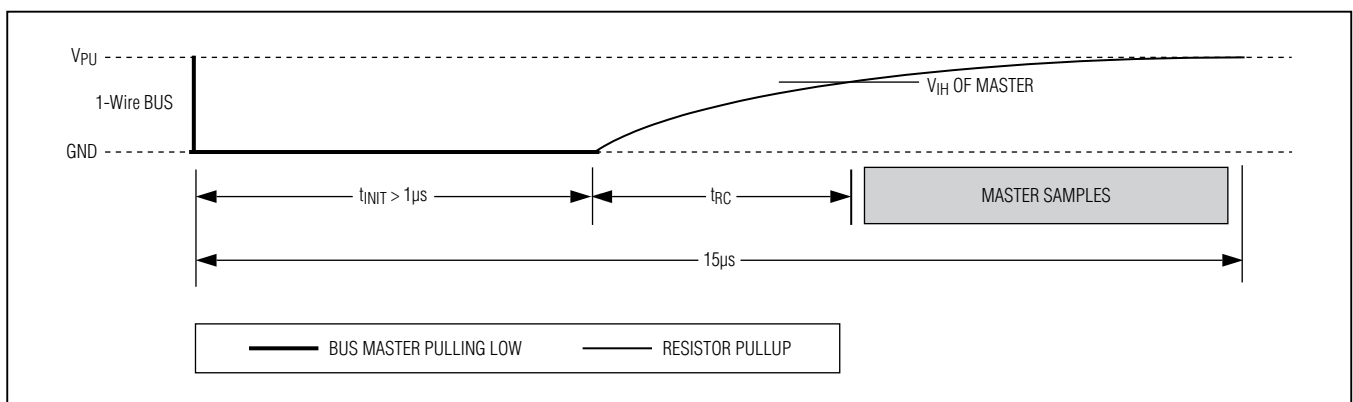 VPU
1-Wire BUS
VIH OF MASTER
GND
tINIT > 1µs
tRC
MASTER SAMPLES
15µs
BUS MASTER PULLING LOW
RESISTOR PULLUP